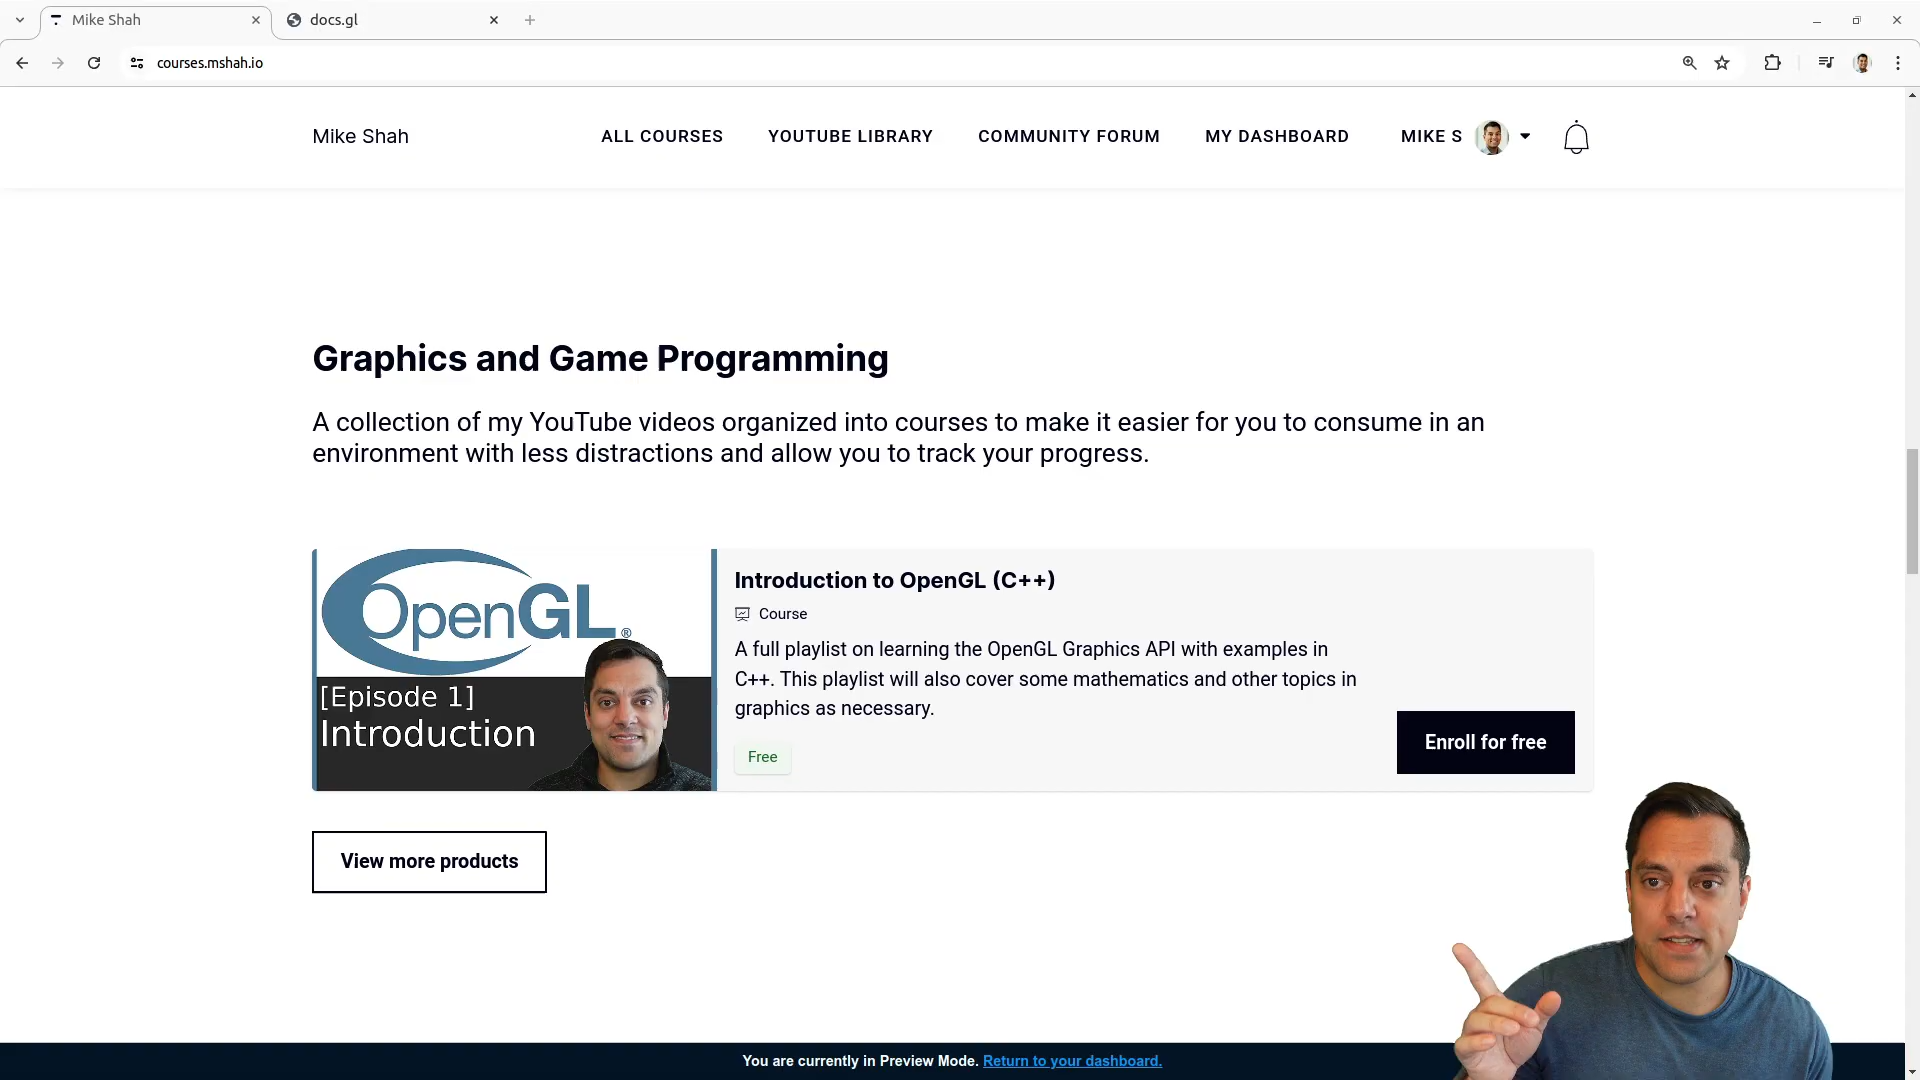 Mike Shah
docs.gl
courses.mshah.io
Mike Shah
ALL COURSES
YOUTUBE LIBRARY
COMMUNITY FORUM
MY DASHBOARD
MIKE S
Graphics and Game Programming
A collection of my YouTube videos organized into courses to make it easier for you to consume in an
environment with less distractions and allow you to track your progress.
OpenGL®
[Episode 1]
Introduction
Introduction to OpenGL (C++)
Course
A full playlist on learning the OpenGL Graphics API with examples in
C++. This playlist will also cover some mathematics and other topics in
graphics as necessary.
Free
Enroll for free
View more products
You are currently in Preview Mode. Return to your dashboard.